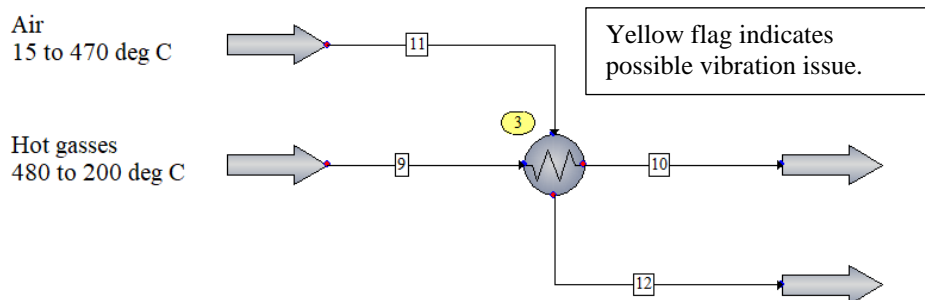 Air
15 to 470 deg C
Yellow flag indicates
possible vibration issue.
11
3
Hot gasses
480 to 200 deg C
9
10
12